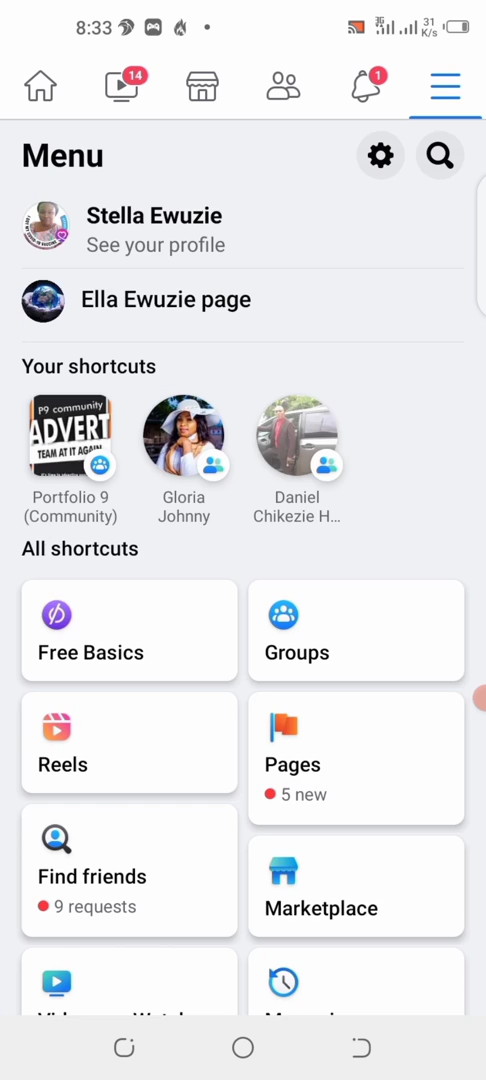 8:33
3G
31
K/s
14
1
Menu
Stella Ewuzie
See your profile
Ella Ewuzie page
Your shortcuts
P9 community
ADVERT
TEAM AT IT AGAIN
Portfolio 9
(Community)
Gloria
Johnny
Daniel
Chikezie H...
All shortcuts
Free Basics
Groups
Reels
Pages
5 new
Find friends
9 requests
Marketplace